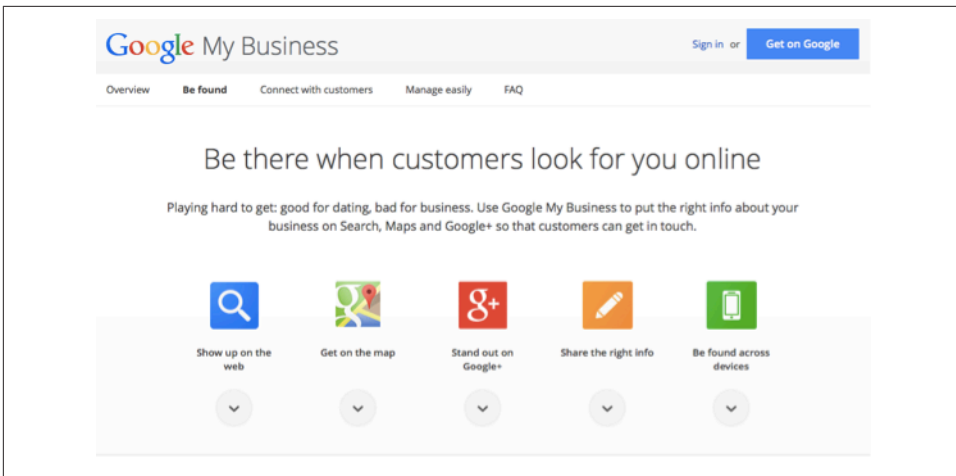 Google My Business
Sign in or Get on Google
Overview Be found Connect with customers Manage easily FAQ
Be there when customers look for you online
Playing hard to get: good for dating, bad for business. Use Google My Business to put the right info about your
business on Search, Maps and Google+ so that customers can get in touch.
g g+
Show up on the Get on the map Stand out on Share the right info Be found across
web Google+ devices